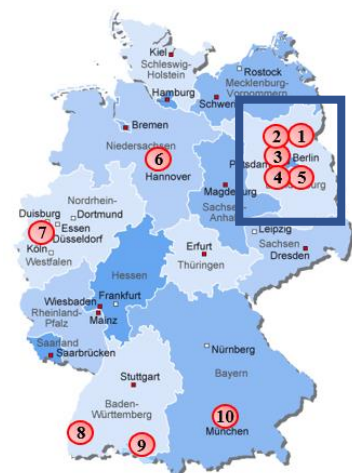 Kiel
Schleswig-
Holstein
Rostock
Mecklenburg-
Vorpommern
Hamburg
Schwerin
Bremen
2
1
Niedersachsen
3
Berlin
6
Potsdam
4
5
Hannover
Magdeburg
Sachsen-
Anhalt
Nordrhein-
Duisburg
Dortmund
Essen
7
Düsseldorf
Köln
Westfalen
Leipzig
Sachsen
Dresden
Erfurt
Thüringen
Hessen
Wiesbaden
Frankfurt
Rheinland-
Pfalz
Mainz
Saarland
Saarbrücken
Nürnberg
Bayern
Stuttgart
Baden-
Württemberg
10
8
München
9